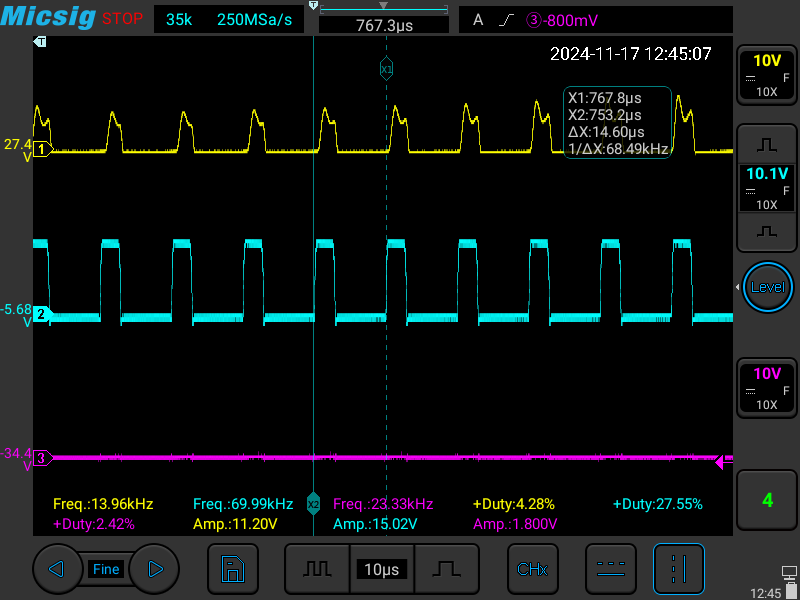 Micsig STOP 35k 250MSa/s T 767.3µs A ③-800mV
T
2024-11-17 12:45:07
X1
X1:767.8µs
X2:753.2µs
ΔX:14.60µs
1/ΔX:68.49kHz
27.4
V
1
-5.68
V
2
-34.4
V
3
X2
Freq.:13.96kHz Freq.:69.99kHz Freq.:23.33kHz +Duty:4.28% +Duty:27.55%
+Duty:2.42% Amp.:11.20V Amp.:15.02V Amp.:1.800V
10V
F
10X
10.1V
F
10X
Level
10V
F
10X
4
Fine 10µs CHx
12:45